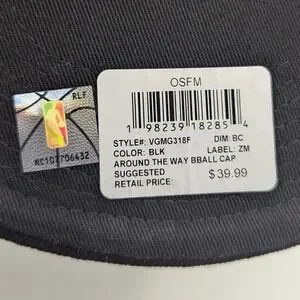 OSFM
RLF
1 98239 18285 4
STYLE#: VGMG318F DIM: BC
COLOR: BLK LABEL: ZM
AROUND THE WAY BBALL CAP
SUGGESTED
RETAIL PRICE: $39.99
NC107706432